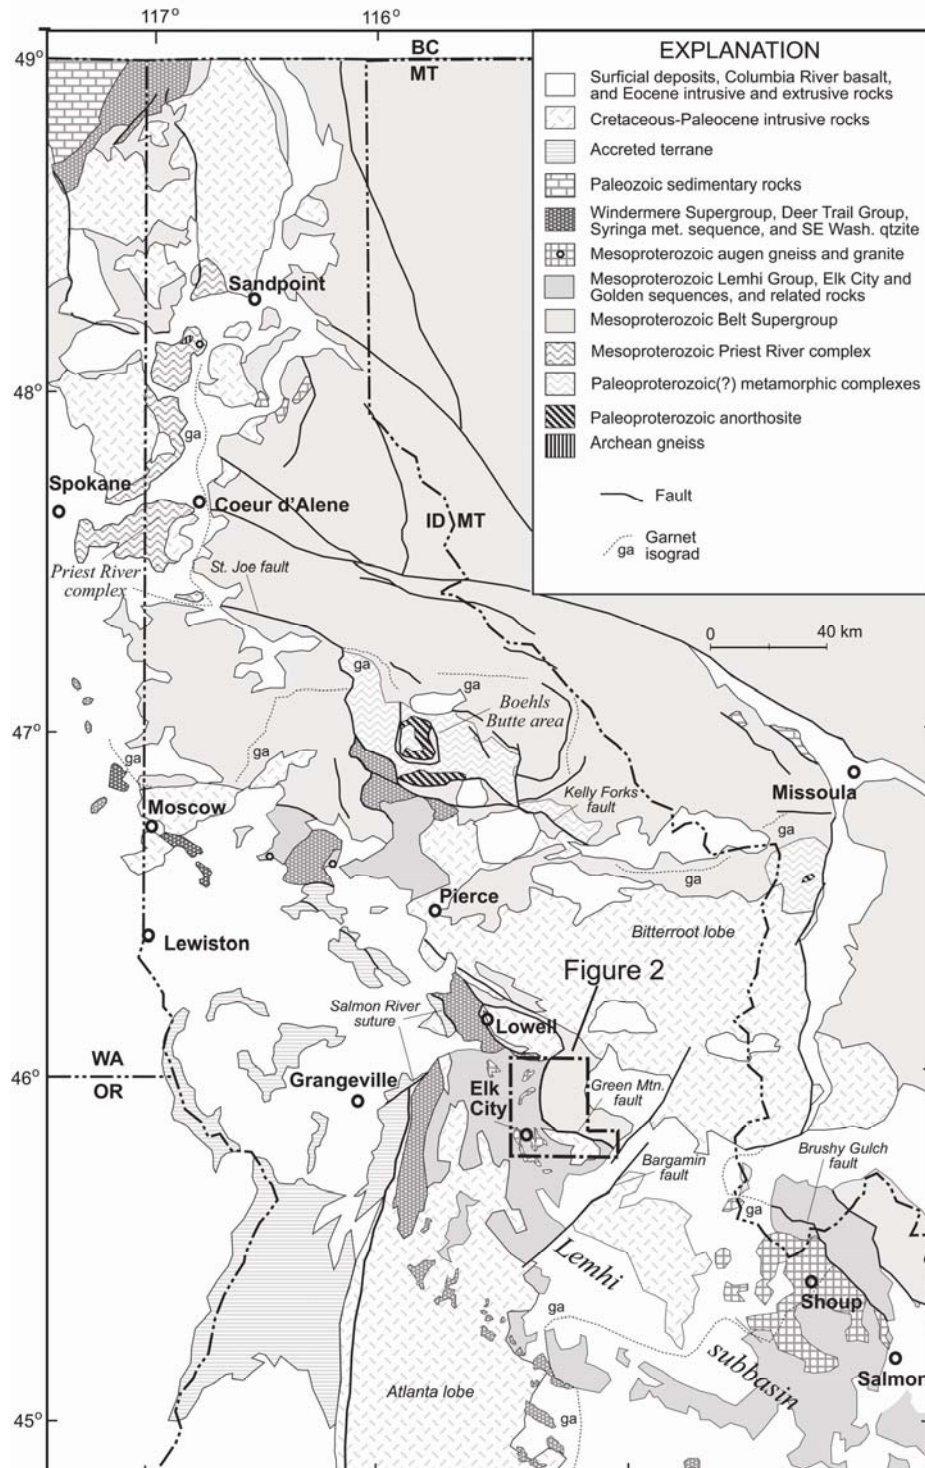 117°
116°
49°
BC
MT
EXPLANATION
Surficial deposits, Columbia River basalt,
and Eocene intrusive and extrusive rocks
Cretaceous-Paleocene intrusive rocks
Accreted terrane
Paleozoic sedimentary rocks
Windermere Supergroup, Deer Trail Group,
Syringa met. sequence, and SE Wash. qtzite
Mesoproterozoic augen gneiss and granite
Mesoproterozoic Lemhi Group, Elk City and
Golden sequences, and related rocks
Mesoproterozoic Belt Supergroup
Mesoproterozoic Priest River complex
Paleoproterozoic(?) metamorphic complexes
Paleoproterozoic anorthosite
Archean gneiss
Fault
ga
Garnet
isograd
Sandpoint
48°
ga
Spokane
Coeur d'Alene
ID
MT
Priest River
complex
St. Joe fault
0
40 km
ga
ga
Boehls
Butte area
ga
ga
47°
ga
Missoula
Kelly Forks
fault
Moscow
ga
ga
Pierce
Bitterroot lobe
Lewiston
Figure 2
Salmon River
suture
Lowell
WA
OR
46°
Grangeville
Elk
City
Green Mtn.
fault
Bargamin
fault
Brushy Gulch
fault
ga
Lemhi
subbasin
Shoup
ga
Salmon
Atlanta lobe
45°
ga